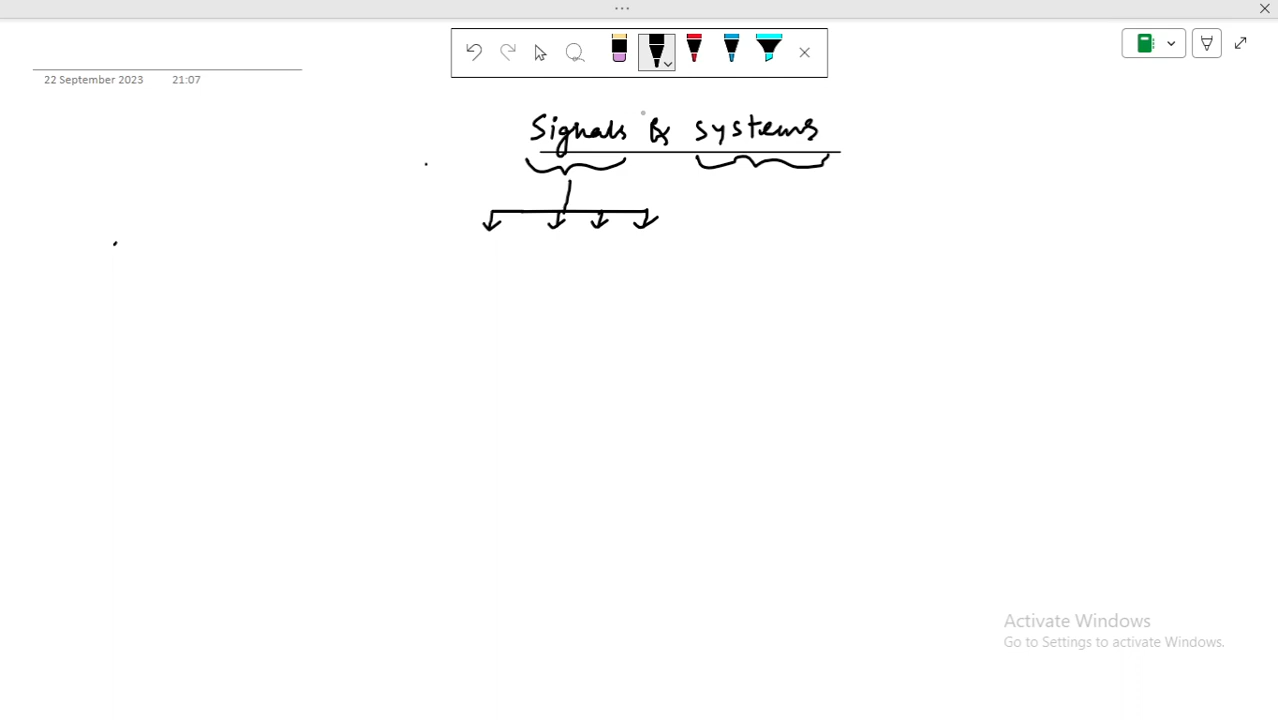 22 September 2023 21:07
Signals & systems
Activate Windows
Go to Settings to activate Windows.